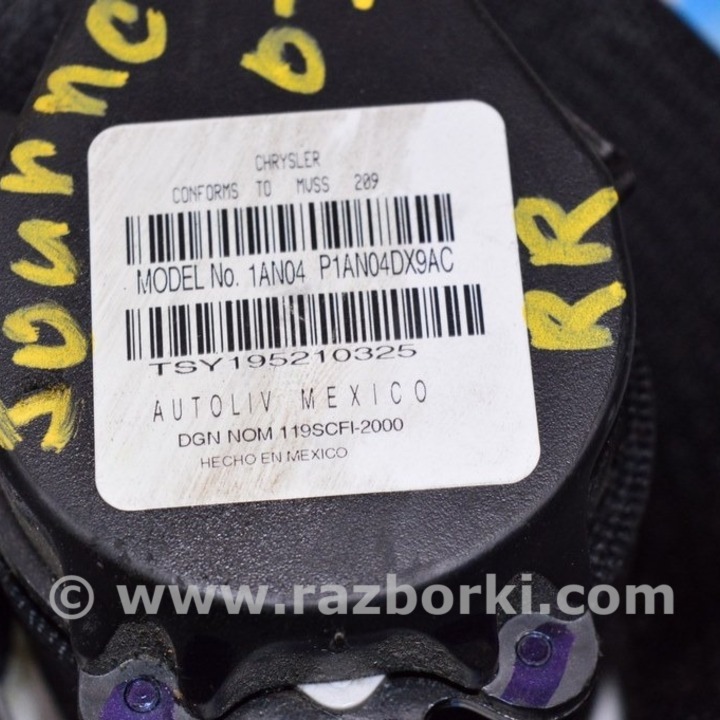 CHRYSLER
CONFORMS TO MVSS 209
MODEL No. 1AN04 P1AN04DX9AC
TSY195210325
AUTOLIV MEXICO
DGN NOM 119SCFI-2000
HECHO EN MEXICO
RR
© www.razborki.com